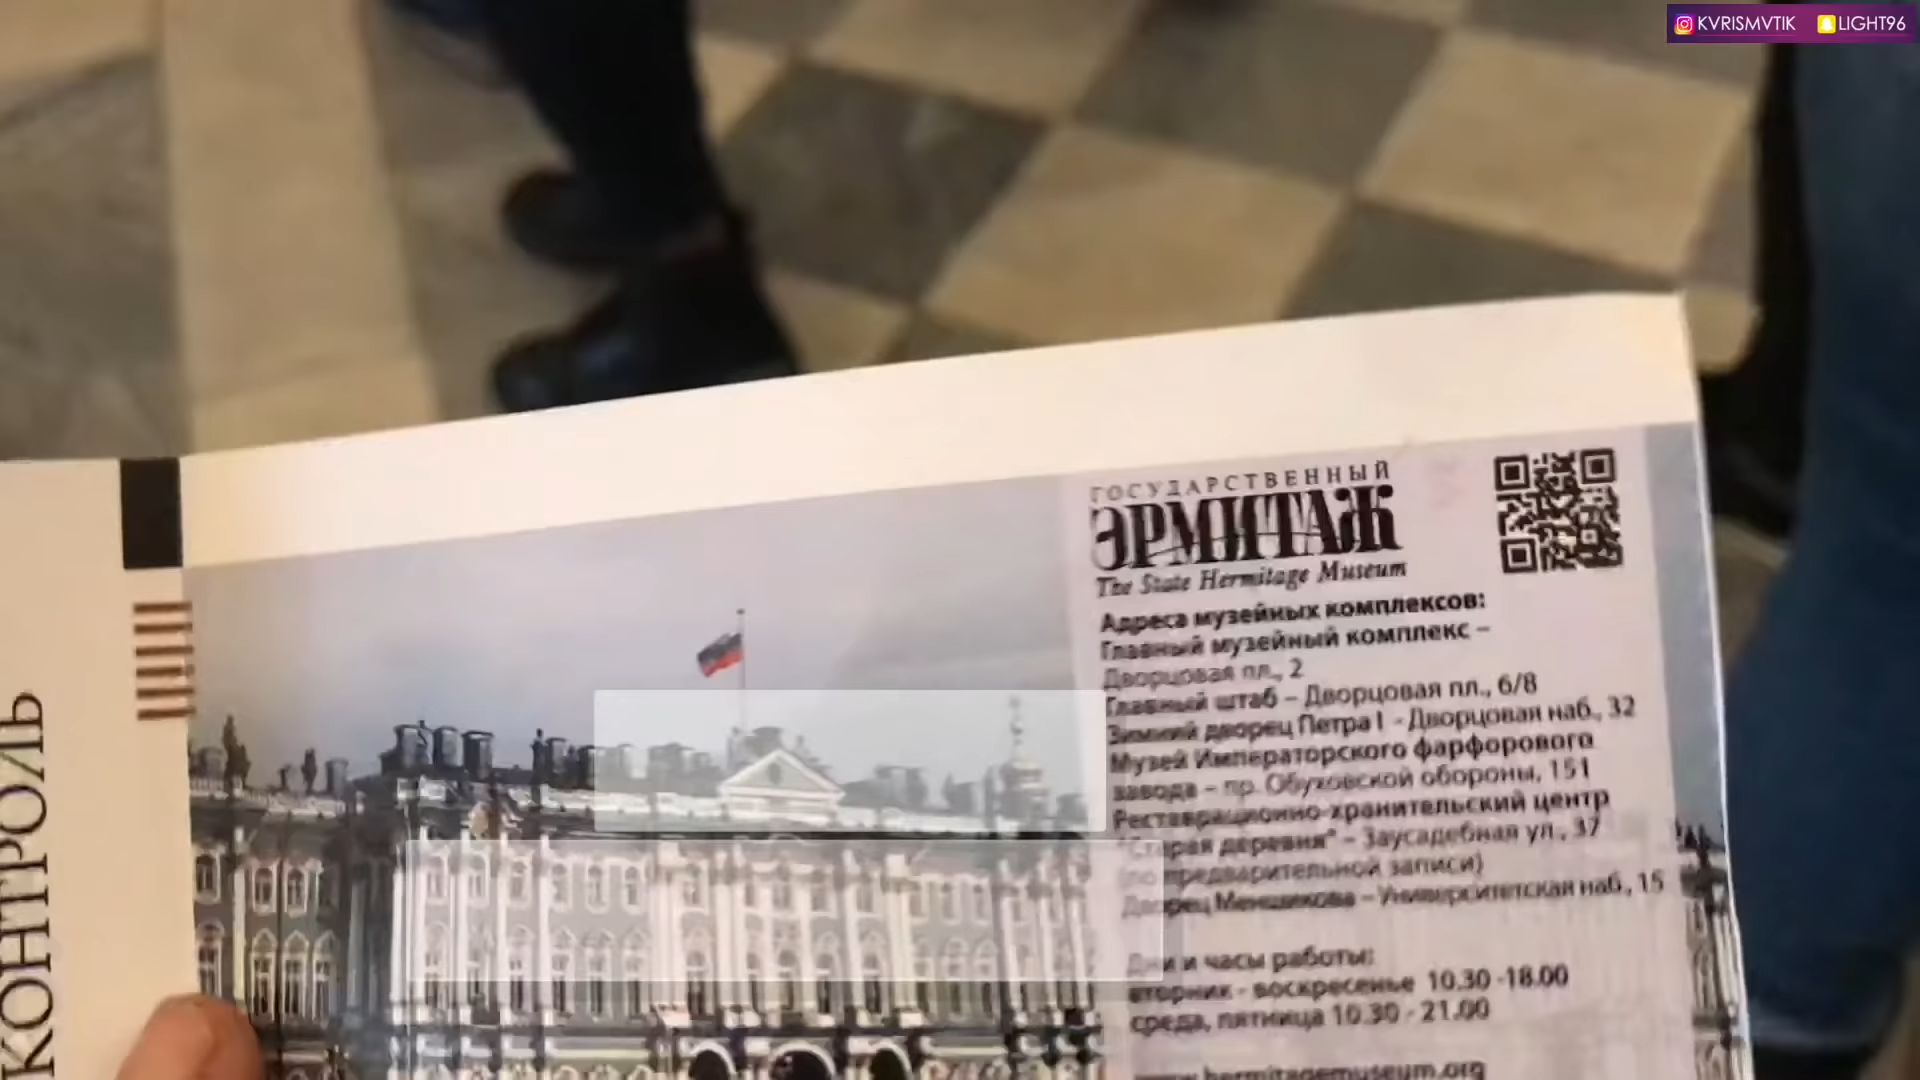 KVRISMVTIK LIGHT96
КОНТРОЛЬ
ГОСУДАРСТВЕННЫЙ
ЭРМИТАЖ
The State Hermitage Museum
Адреса музейных комплексов:
Главный музейный комплекс –
Дворцовая пл., 2
Главный штаб – Дворцовая пл., 6/8
Зимний дворец Петра I - Дворцовая наб., 32
Музей Императорского фарфорового
завода – пр. Обуховской обороны, 151
Реставрационно-хранительский центр
"Старая деревня" – Заусадебная ул., 37
(по предварительной записи)
Дворец Меншикова – Университетская наб., 15
Дни и часы работы:
вторник - воскресенье 10.30 -18.00
среда, пятница 10.30 - 21.00
www.hermitagemuseum.org